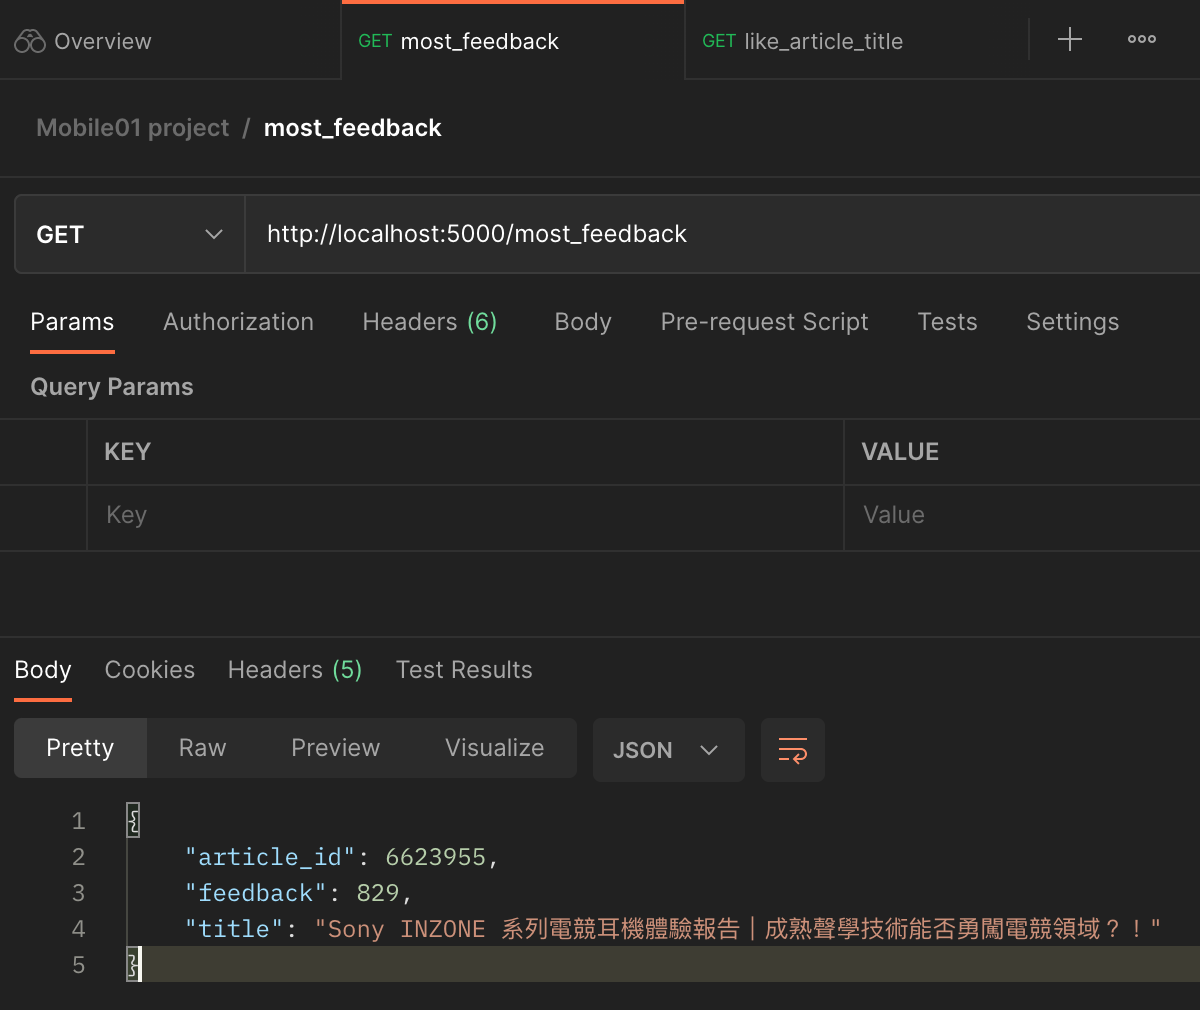 Overview
GET most_feedback
GET like_article_title
Mobile01 project / most_feedback
GET
http://localhost:5000/most_feedback
Params Authorization Headers (6) Body Pre-request Script Tests Settings
Query Params
KEY VALUE
Key Value
Body Cookies Headers (5) Test Results
Pretty Raw Preview Visualize JSON
1 {
2 "article_id": 6623955,
3 "feedback": 829,
4 "title": "Sony INZONE 系列電競耳機體驗報告｜成熟聲學技術能否勇闖電競領域？！"
5 }